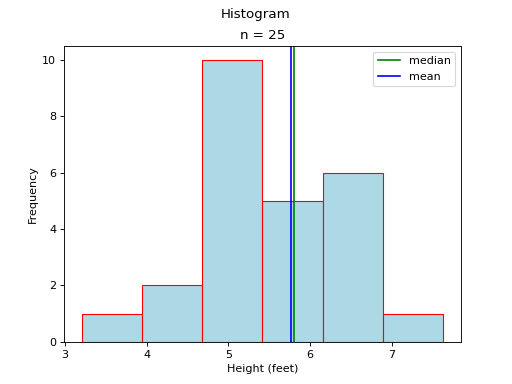 Histogram
n = 25
median
mean
10
8
6
4
2
0
Frequency
3 4 5 6 7
Height (feet)